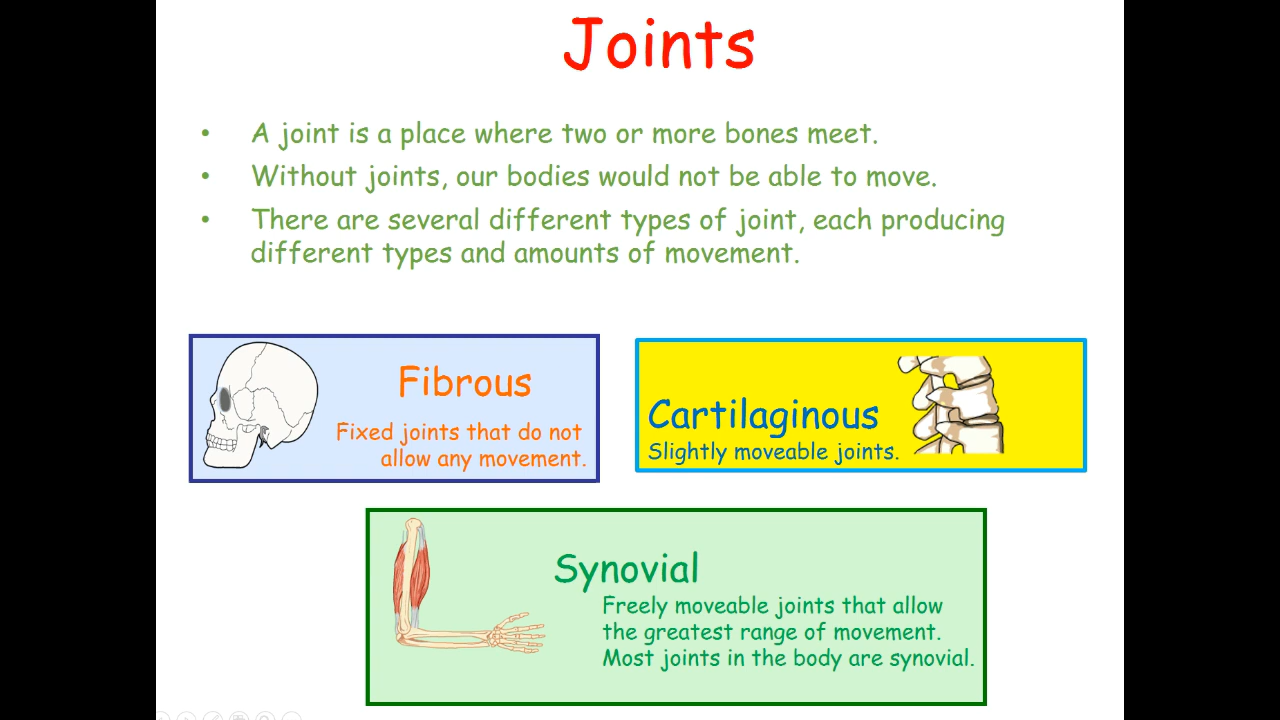 Joints
• A joint is a place where two or more bones meet.
• Without joints, our bodies would not be able to move.
• There are several different types of joint, each producing
different types and amounts of movement.
Fibrous
Fixed joints that do not
allow any movement.
Cartilaginous
Slightly moveable joints.
Synovial
Freely moveable joints that allow
the greatest range of movement.
Most joints in the body are synovial.